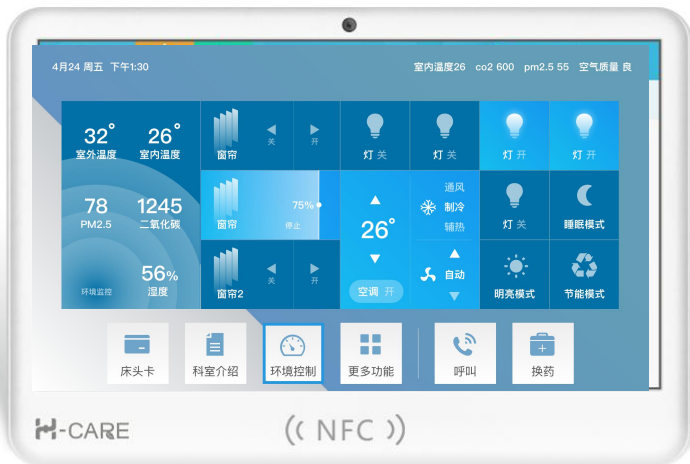 4月24 周五 下午1:30
室内温度26 co2 600 pm2.5 55 空气质量 良
32° 26°
室外温度 室内温度
78 1245
PM2.5 二氧化碳
56%
环境监控 湿度
窗帘 关 开
窗帘 75% 停止
窗帘2 关 开
灯 关
灯 关
灯 开
灯 开
26°
空调 开
通风
制冷
辅热
自动
灯 关
睡眠模式
明亮模式
节能模式
床头卡
科室介绍
环境控制
更多功能
呼叫
换药
H-CARE
NFC